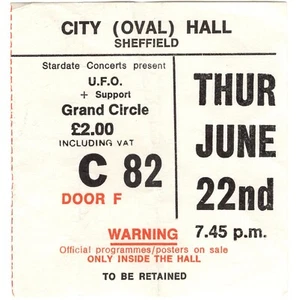 CITY (OVAL) HALL
SHEFFIELD
Stardate Concerts present
U.F.O.
+ Support
Grand Circle
£2.00
INCLUDING VAT
C 82
DOOR F
THUR
JUNE
22nd
7.45 p.m.
WARNING
Official programmes/posters on sale
ONLY INSIDE THE HALL
TO BE RETAINED